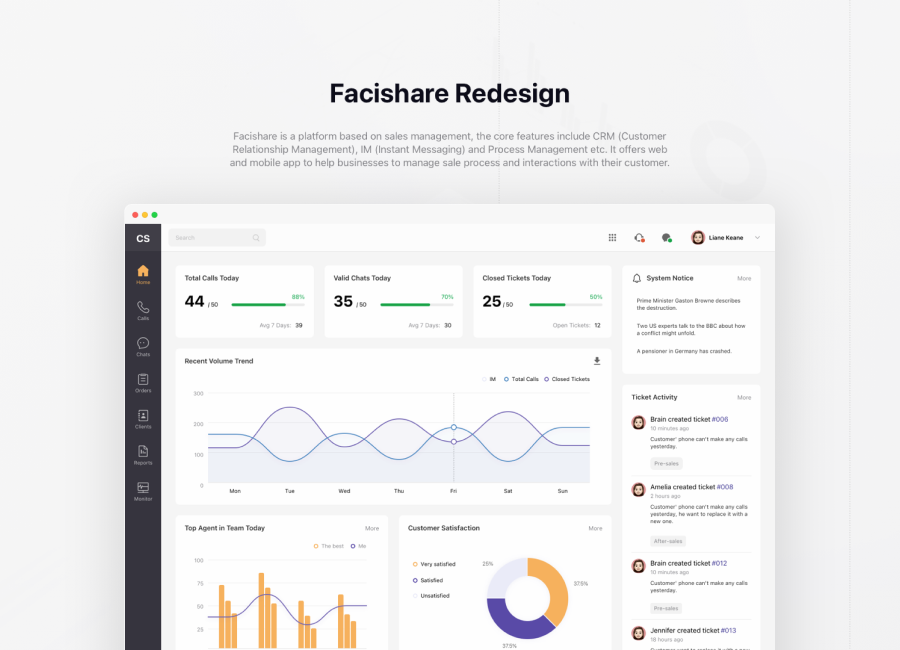 Facishare Redesign
Facishare is a platform based on sales management, the core features include CRM (Customer
Relationship Management), IM (Instant Messaging) and Process Management etc. It offers web
and mobile app to help businesses to manage sale process and interactions with their customer.
CS
Search
Liane Keane
Home
Calls
Chats
Orders
Clients
Reports
Monitor
Total Calls Today
44 / 50
88%
Avg 7 Days: 39
Valid Chats Today
35 / 50
70%
Avg 7 Days: 30
Closed Tickets Today
25 / 50
50%
Open Tickets: 12
System Notice
More
Prime Minister Gaston Browne describes
the destruction.
Two US experts talk to the BBC about how
a conflict might unfold.
A pensioner in Germany has crashed.
Recent Volume Trend
IM
Total Calls
Closed Tickets
300
200
100
0
Mon
Tue
Wed
Thu
Fri
Sat
Sun
Ticket Activity
More
Brain created ticket #006
10 minutes ago
Customer' phone can't make any calls
yesterday.
Pre-sales
Amelia created ticket #008
2 hours ago
Customer' phone can't make any calls
yesterday, he want to replace it with a
new one.
After-sales
Brain created ticket #012
10 minutes ago
Customer' phone can't make any calls
yesterday.
Pre-sales
Jennifer created ticket #013
18 hours ago
Top Agent in Team Today
More
The best
Me
100
75
50
25
Customer Satisfaction
More
Very satisfied
Satisfied
Unsatisfied
25%
37.5%
37.5%